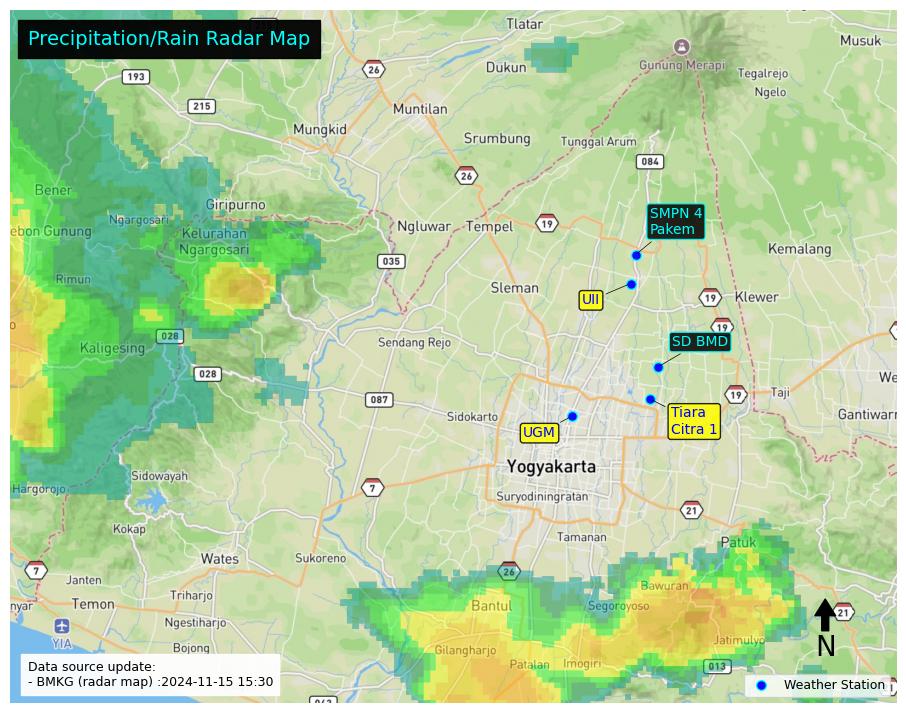 Precipitation/Rain Radar Map
Tlatar
Musuk
26
Dukun
Gunung Merapi
Tegalrejo
193
Ngelo
215
Muntilan
Mungkid
Srumbung
Tunggal Arum
084
26
Bener
Giripurno
SMPN 4
Pakem
Ngargosari
19
ebon Gunung
Kelurahan
Ngargosari
Ngluwar
Tempel
Kemalang
035
Rimun
Sleman
UII
19
Klewer
19
028
Kaligesing
Sendang Rejo
SD BMD
028
We
087
19
Taji
Sidokarto
Tiara
Citra 1
Gantiwarn
UGM
Yogyakarta
Sidowayah
Hargorojo
7
Suryodiningratan
21
Kokap
Tamanan
Patuk
Wates
Sukoreno
7
26
Janten
Bawuran
Triharjo
nyar
Temon
Bantul
Segoroyoso
21
Ngestiharjo
YIA
Jatimulyo
N
Bojong
Gilangharjo
Patalan
Imogiri
013
Data source update:
- BMKG (radar map) :2024-11-15 15:30
Weather Station